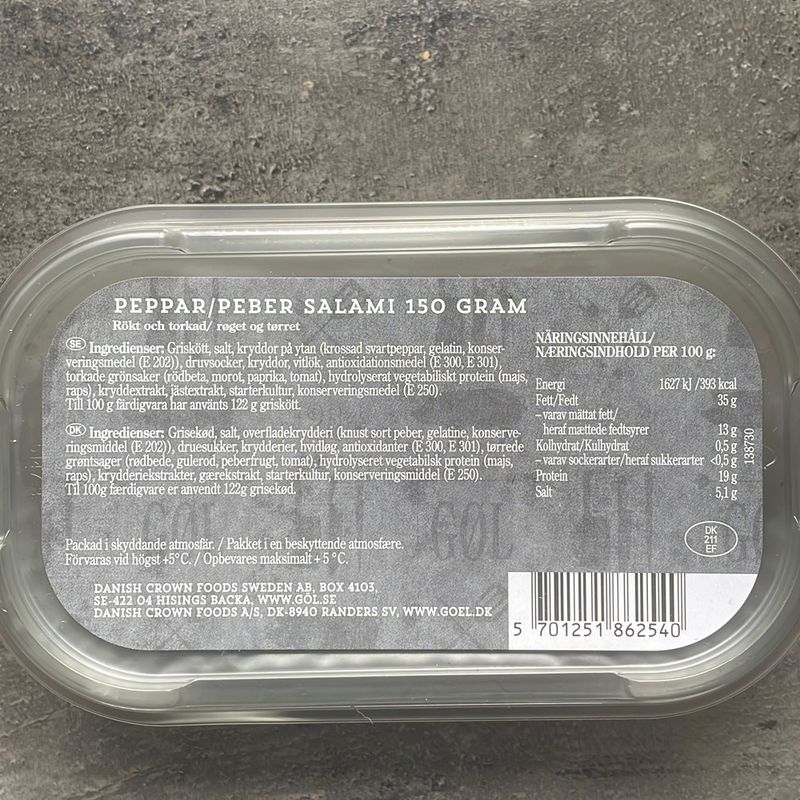 PEPPAR/PEBER SALAMI 150 GRAM
Rökt och torkad/ røget og tørret
SE Ingredienser: Griskött, salt, kryddor på ytan (krossad svartpeppar, gelatin, konser-
veringsmedel (E 202)), druvsocker, kryddor, vitlök, antioxidationsmedel (E 300, E 301),
torkade grönsaker (rödbeta, morot, paprika, tomat), hydrolyserat vegetabiliskt protein (majs,
raps), kryddextrakt, jästextrakt, starterkultur, konserveringsmedel (E 250).
Till 100 g färdigvara har använts 122 g griskött.
DK Ingredienser: Grisekød, salt, overfladekrydderi (knust sort peber, gelatine, konserve-
ringsmiddel (E 202)), druesukker, krydderier, hvidløg, antioxidanter (E 300, E 301), tørrede
grøntsager (rødbede, gulerod, peberfrugt, tomat), hydrolyseret vegetabilsk protein (majs,
raps), krydderiekstrakter, gærekstrakt, starterkultur, konserveringsmiddel (E 250).
Til 100g færdigvare er anvendt 122g grisekød.
Packad i skyddande atmosfär. / Pakket i en beskyttende atmosfære.
Förvaras vid högst +5°C. / Opbevares maksimalt + 5 °C.
DANISH CROWN FOODS SWEDEN AB, BOX 4103,
SE-422 04 HISINGS BACKA, WWW.GÖL.SE
DANISH CROWN FOODS A/S, DK-8940 RANDERS SV, WWW.GOEL.DK
NÄRINGSINNEHÅLL/
NÆRINGSINDHOLD PER 100 g:
Energi 1627 kJ /393 kcal
Fett/Fedt 35 g
– varav mättat fett/
heraf mættede fedtsyrer 13 g
Kolhydrat/Kulhydrat 0,5 g
– varav sockerarter/heraf sukkerarter <0,5 g
Protein 19 g
Salt 5,1 g
138730
DK
211
EF
GØL
GØL
5 701251 862540